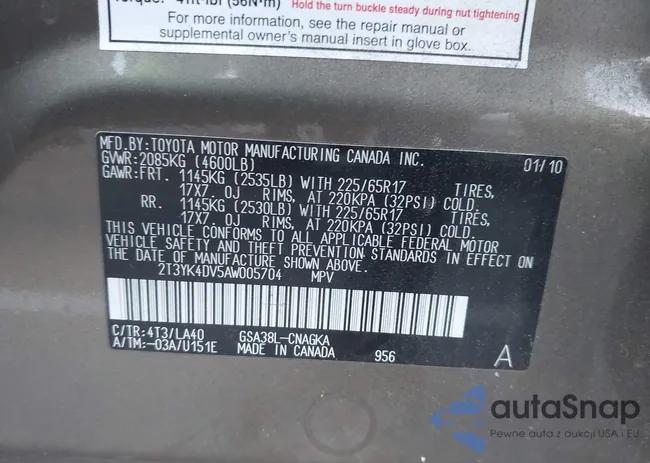 Torque: 41ft-lbf (56N·m) Hold the turn buckle steady during nut tightening
For more information, see the repair manual or
supplemental owner's manual insert in glove box.
MFD.BY:TOYOTA MOTOR MANUFACTURING CANADA INC. 01/10
GVWR:2085KG (4600LB)
GAWR:FRT. 1145KG (2535LB) WITH 225/65R17 TIRES,
17X7.0J RIMS, AT 220KPA (32PSI) COLD.
RR. 1145KG (2530LB) WITH 225/65R17 TIRES,
17X7.0J RIMS, AT 220KPA (32PSI) COLD.
THIS VEHICLE CONFORMS TO ALL APPLICABLE FEDERAL MOTOR
VEHICLE SAFETY AND THEFT PREVENTION STANDARDS IN EFFECT ON
THE DATE OF MANUFACTURE SHOWN ABOVE.
2T3YK4DV5AW005704 MPV
C/TR:4T3/LA40 GSA38L-CNAGKA
A/TM:-03A/U151E MADE IN CANADA 956
A
autaSnap
Pewne auta z aukcji USA i EU